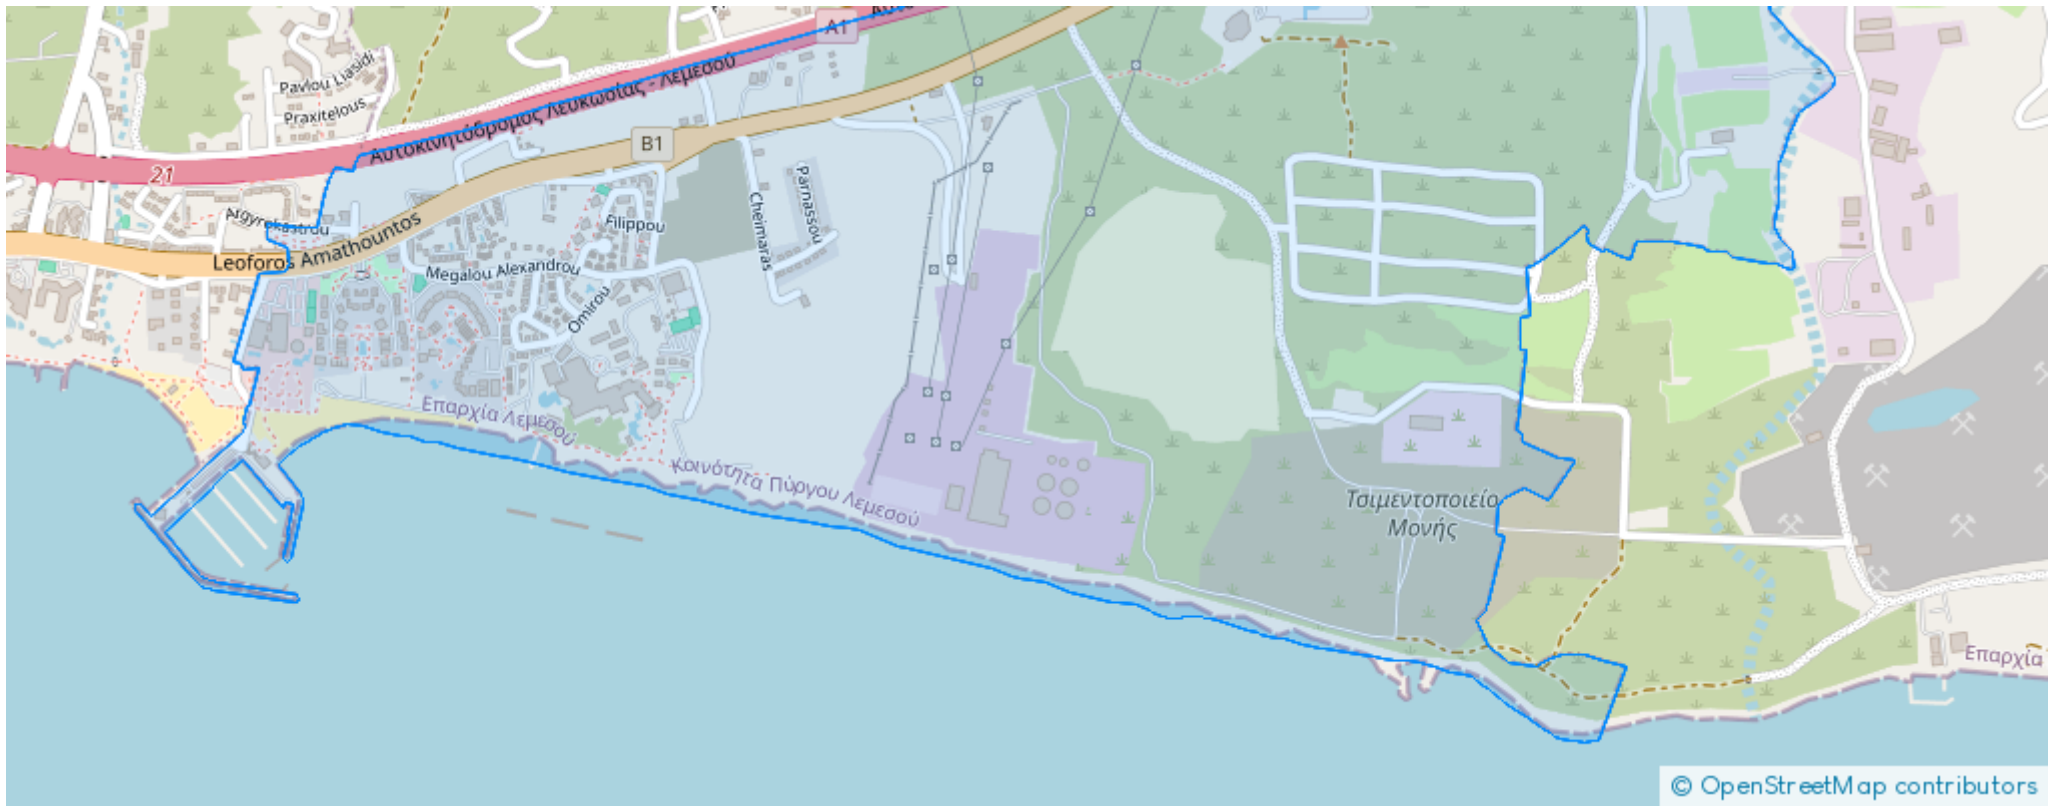 A1
Αυτοκ
Pavlou Liasidi
Praxitelous
Αυτοκινητόδρομος Λευκωσίας - Λεμεσού
B1
21
Parnassou
Cheimaras
Argyrokastrou
Filippou
Leoforos Amathountos
Megalou Alexandrou
Omirou
Επαρχία Λεμεσού
Κοινότητα Πύργου Λεμεσού
Τσιμεντοποιείο
Μονής
Επαρχία
© OpenStreetMap contributors